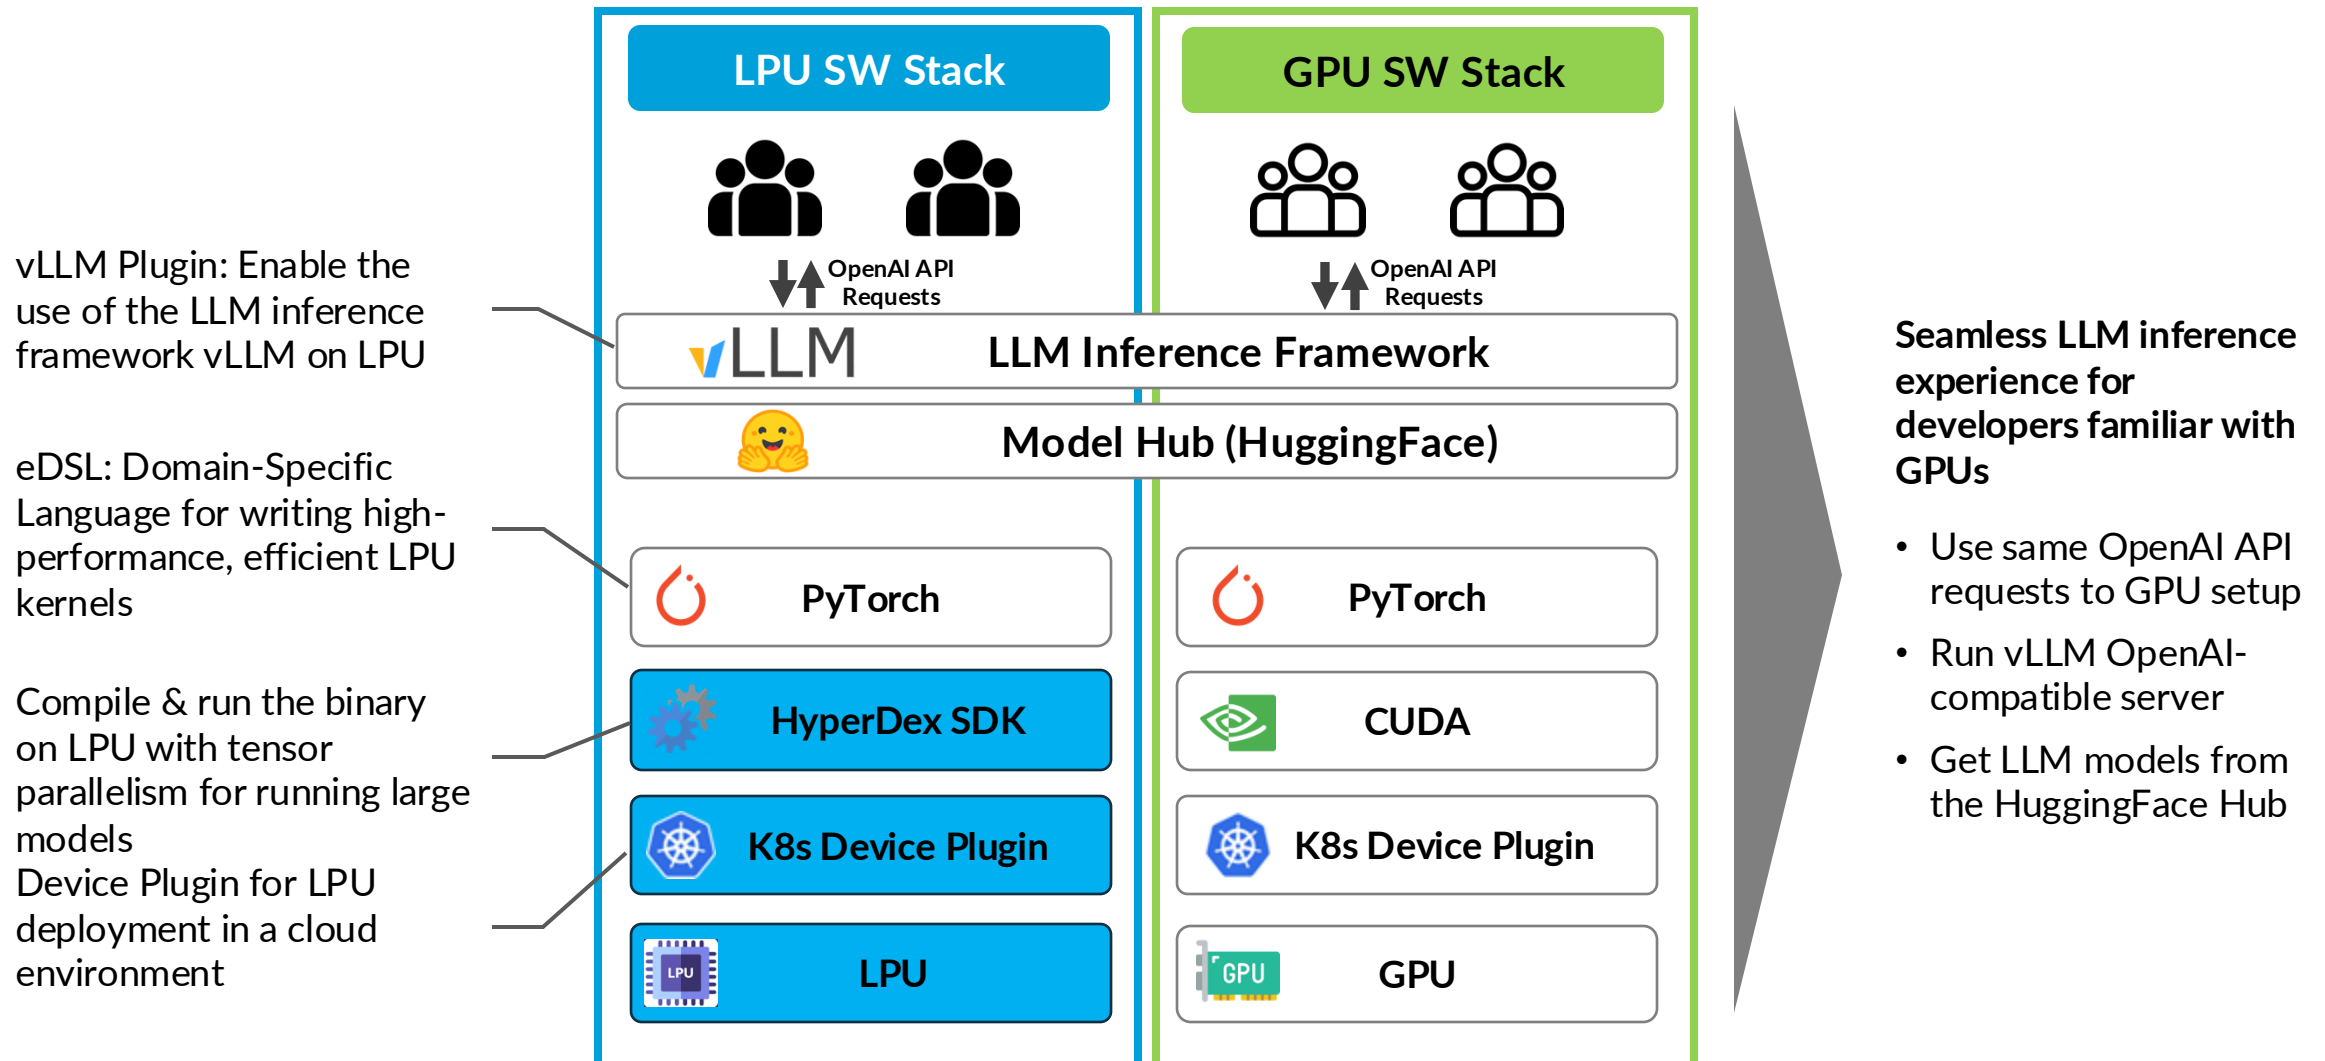 LPU SW Stack
GPU SW Stack
OpenAI API
Requests
OpenAI API
Requests
vLLM Plugin: Enable the
use of the LLM inference
framework vLLM on LPU
vLLM
LLM Inference Framework
Model Hub (HuggingFace)
eDSL: Domain-Specific
Language for writing high-
performance, efficient LPU
kernels
PyTorch
PyTorch
Compile & run the binary
on LPU with tensor
parallelism for running large
models
HyperDex SDK
CUDA
Device Plugin for LPU
deployment in a cloud
environment
K8s Device Plugin
K8s Device Plugin
LPU
LPU
GPU
GPU
Seamless LLM inference
experience for
developers familiar with
GPUs
• Use same OpenAI API
requests to GPU setup
• Run vLLM OpenAI-
compatible server
• Get LLM models from
the HuggingFace Hub